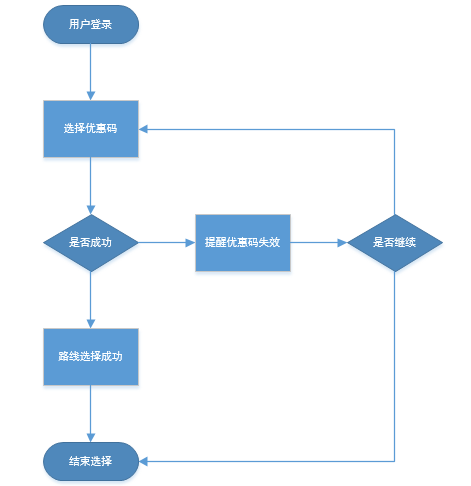 用户登录
选择优惠码
是否成功
提醒优惠码失效
是否继续
路线选择成功
结束选择